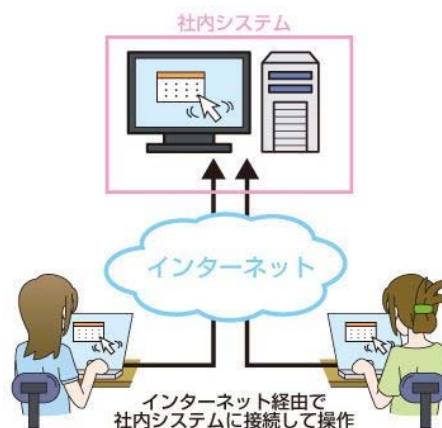 社内システム
インターネット
インターネット経由で
社内システムに接続して操作